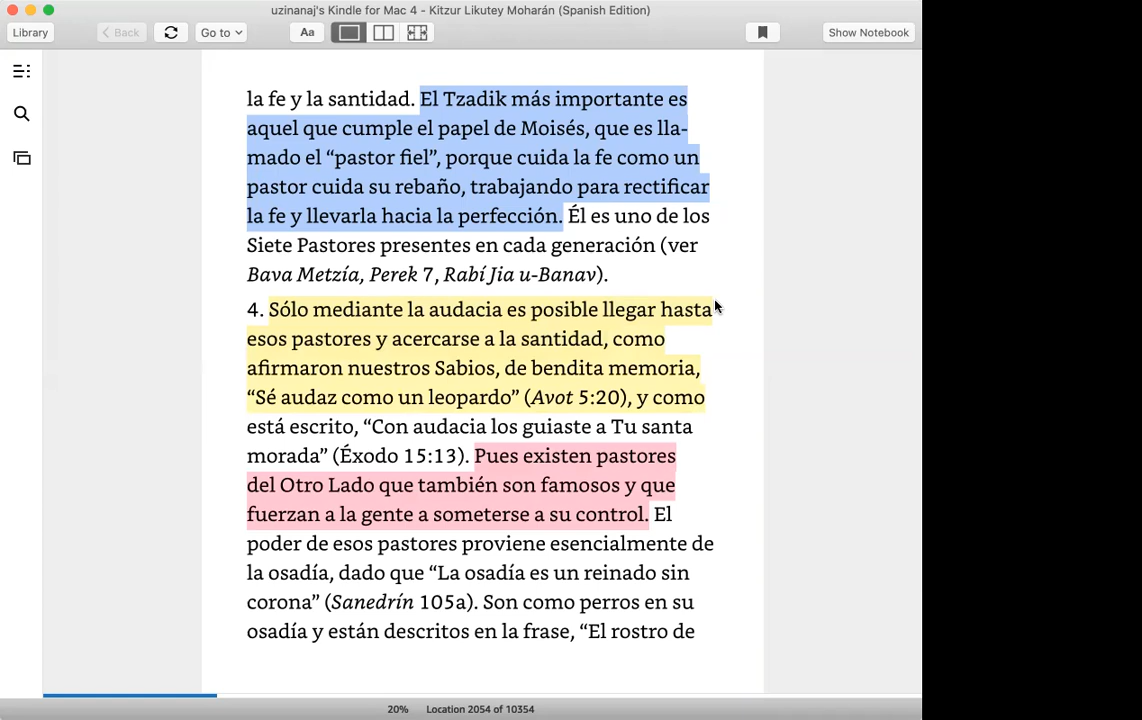 uzinanaj's Kindle for Mac 4 - Kitzur Likutey Moharán (Spanish Edition)
Library
Back
Go to
Aa
Show Notebook
la fe y la santidad. El Tzadik más importante es
aquel que cumple el papel de Moisés, que es lla-
mado el “pastor fiel”, porque cuida la fe como un
pastor cuida su rebaño, trabajando para rectificar
la fe y llevarla hacia la perfección. Él es uno de los
Siete Pastores presentes en cada generación (ver
Bava Metzía, Perek 7, Rabí Jia u-Banav).
4. Sólo mediante la audacia es posible llegar hasta
esos pastores y acercarse a la santidad, como
afirmaron nuestros Sabios, de bendita memoria,
“Sé audaz como un leopardo” (Avot 5:20), y como
está escrito, “Con audacia los guiaste a Tu santa
morada” (Éxodo 15:13). Pues existen pastores
del Otro Lado que también son famosos y que
fuerzan a la gente a someterse a su control. El
poder de esos pastores proviene esencialmente de
la osadía, dado que “La osadía es un reinado sin
corona” (Sanedrín 105a). Son como perros en su
osadía y están descritos en la frase, “El rostro de
20% Location 2054 of 10354